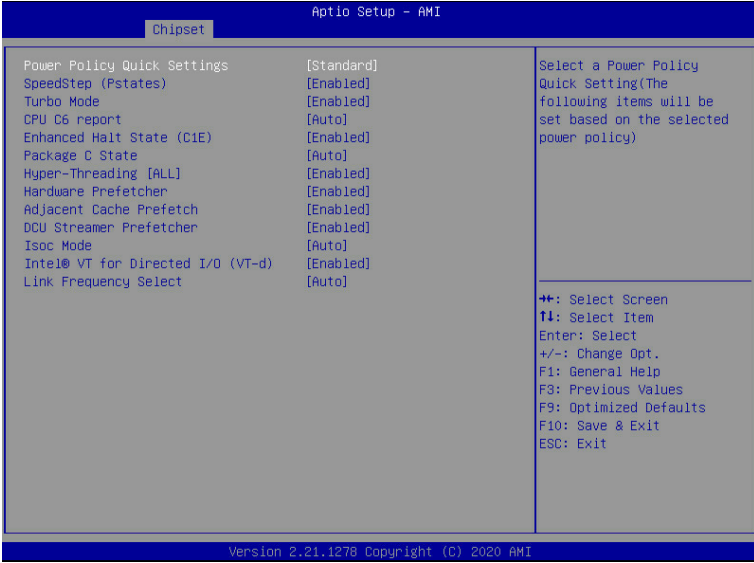 Aptio Setup – AMI
Chipset
Power Policy Quick Settings [Standard]
SpeedStep (Pstates) [Enabled]
Turbo Mode [Enabled]
CPU C6 report [Auto]
Enhanced Halt State (C1E) [Enabled]
Package C State [Auto]
Hyper-Threading [ALL] [Enabled]
Hardware Prefetcher [Enabled]
Adjacent Cache Prefetch [Enabled]
DCU Streamer Prefetcher [Enabled]
Isoc Mode [Auto]
Intel® VT for Directed I/O (VT-d) [Enabled]
Link Frequency Select [Auto]
Select a Power Policy
Quick Setting(The
following items will be
set based on the selected
power policy)
→←: Select Screen
↑↓: Select Item
Enter: Select
+/-: Change Opt.
F1: General Help
F3: Previous Values
F9: Optimized Defaults
F10: Save & Exit
ESC: Exit
Version 2.21.1278 Copyright (C) 2020 AMI